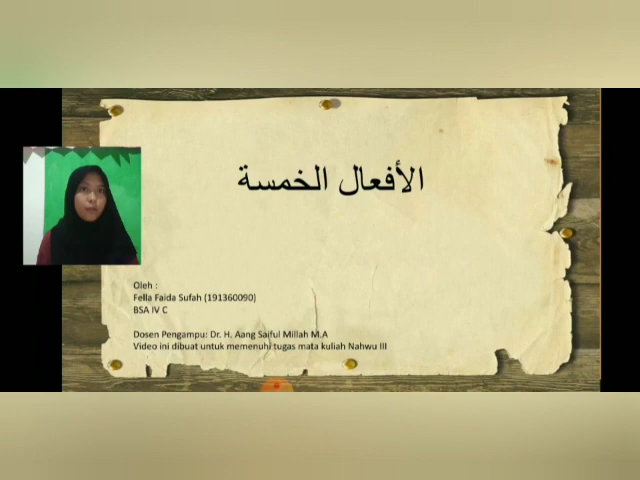 الأفعال الخمسة
Oleh :
Fella Faida Sufah (191360090)
BSA IV C
Dosen Pengampu: Dr. H. Aang Saiful Millah M.A
Video ini dibuat untuk memenuhi tugas mata kuliah Nahwu III